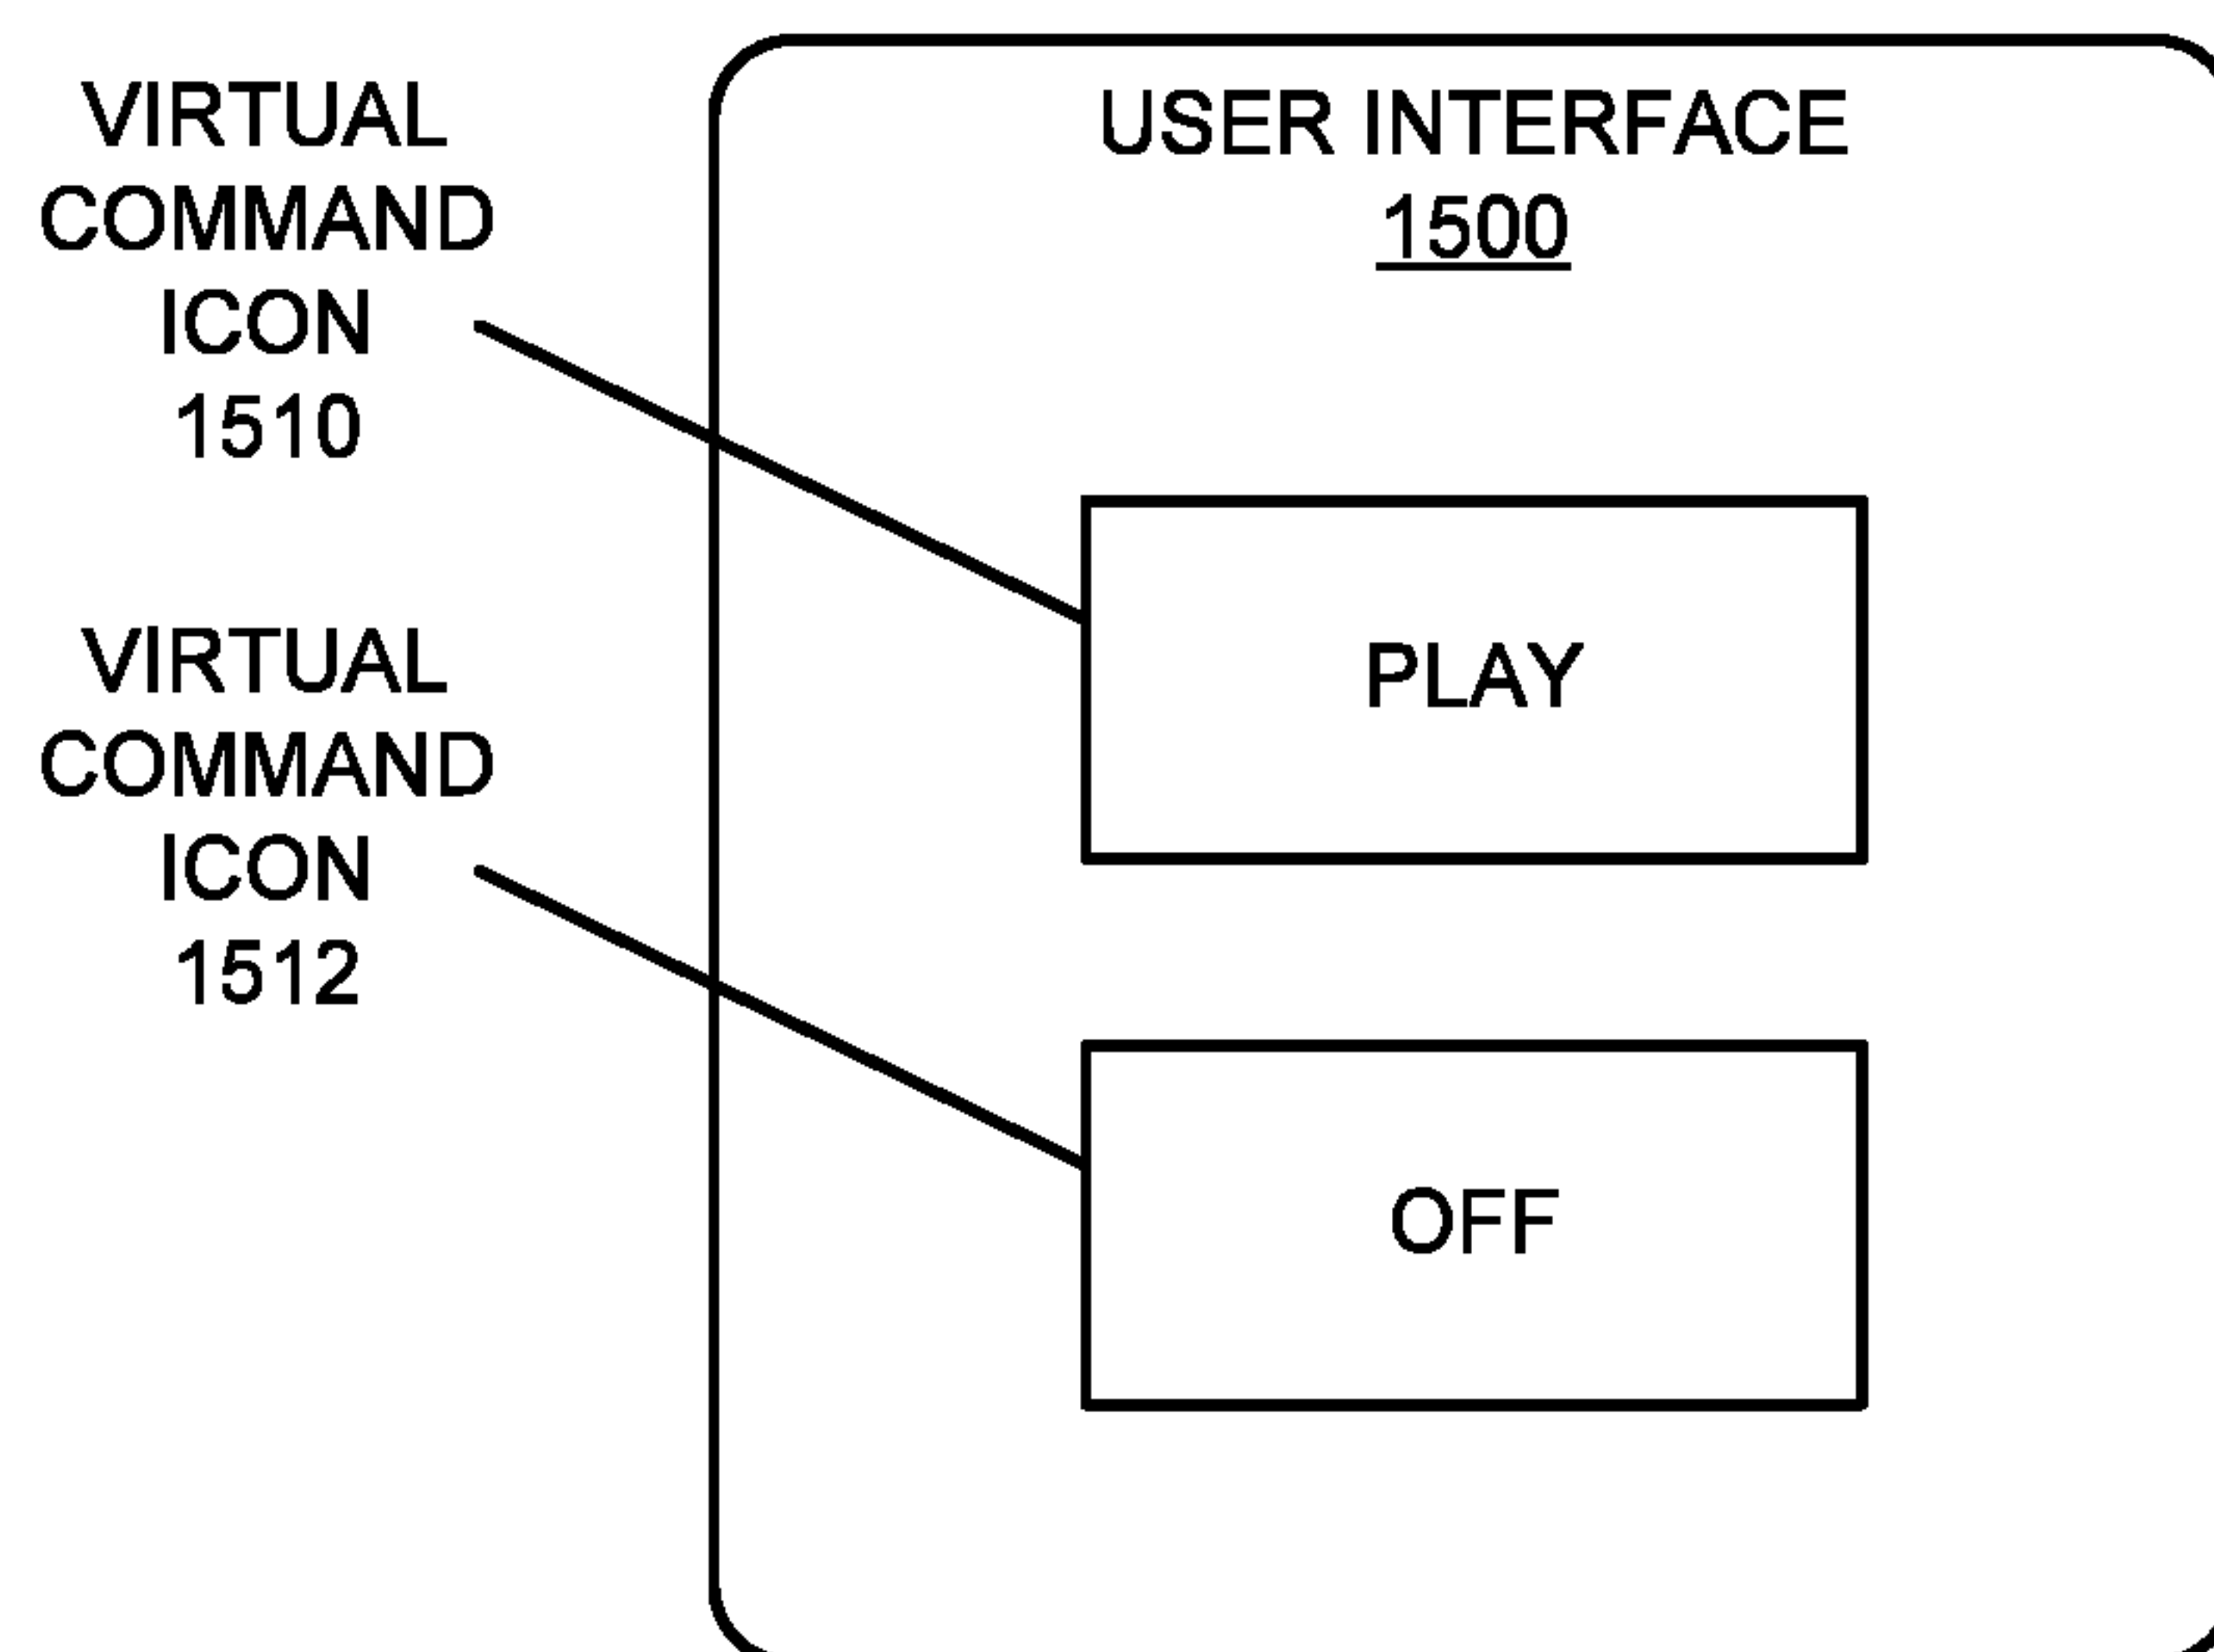 VIRTUAL
COMMAND
ICON
1510
VIRTUAL
COMMAND
ICON
1512
USER INTERFACE
1500
PLAY
OFF